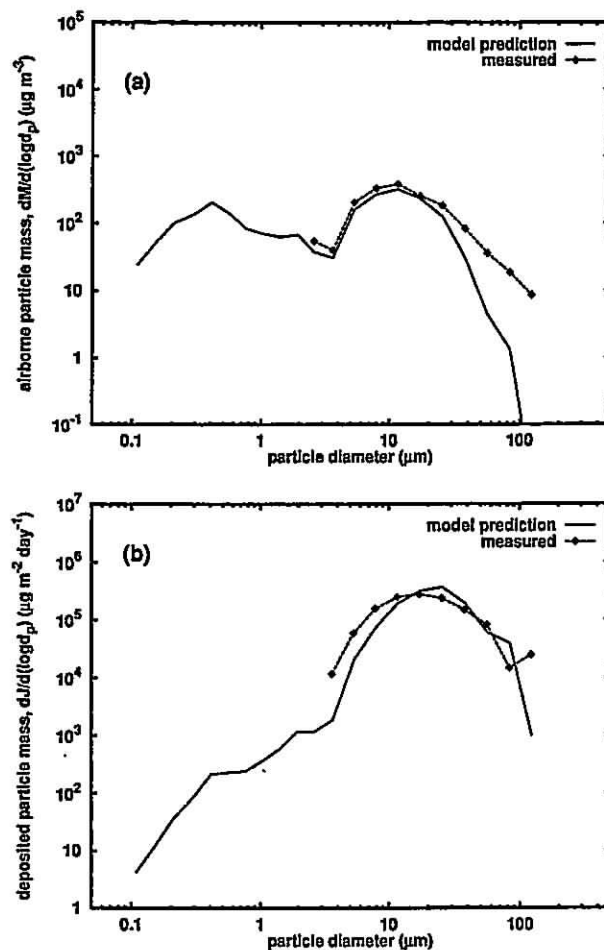 (a)
model prediction
measured
airborne particle mass, dM/d(logdₚ) (μg m⁻³)
10⁵
10⁴
10³
10²
10
1
10⁻¹
0.1
1
10
100
particle diameter (μm)
(b)
model prediction
measured
deposited particle mass, dJ/d(logdₚ) (μg m⁻² day⁻¹)
10⁷
10⁶
10⁵
10⁴
10³
10²
10
1
0.1
1
10
100
particle diameter (μm)